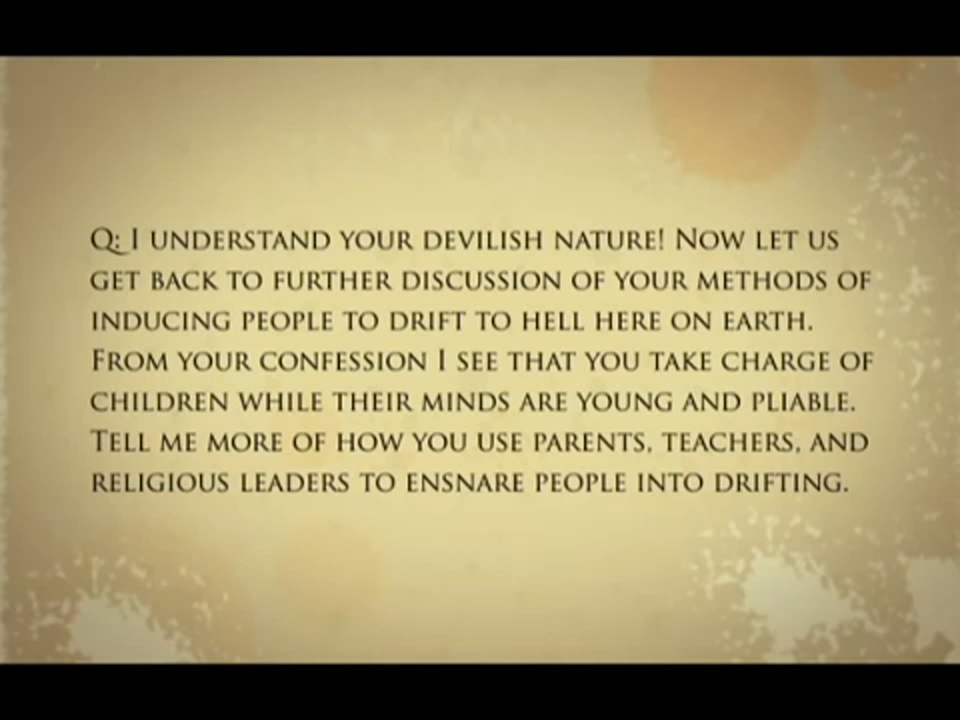 Q: I UNDERSTAND YOUR DEVILISH NATURE! NOW LET US
GET BACK TO FURTHER DISCUSSION OF YOUR METHODS OF
INDUCING PEOPLE TO DRIFT TO HELL HERE ON EARTH.
FROM YOUR CONFESSION I SEE THAT YOU TAKE CHARGE OF
CHILDREN WHILE THEIR MINDS ARE YOUNG AND PLIABLE.
TELL ME MORE OF HOW YOU USE PARENTS, TEACHERS, AND
RELIGIOUS LEADERS TO ENSNARE PEOPLE INTO DRIFTING.